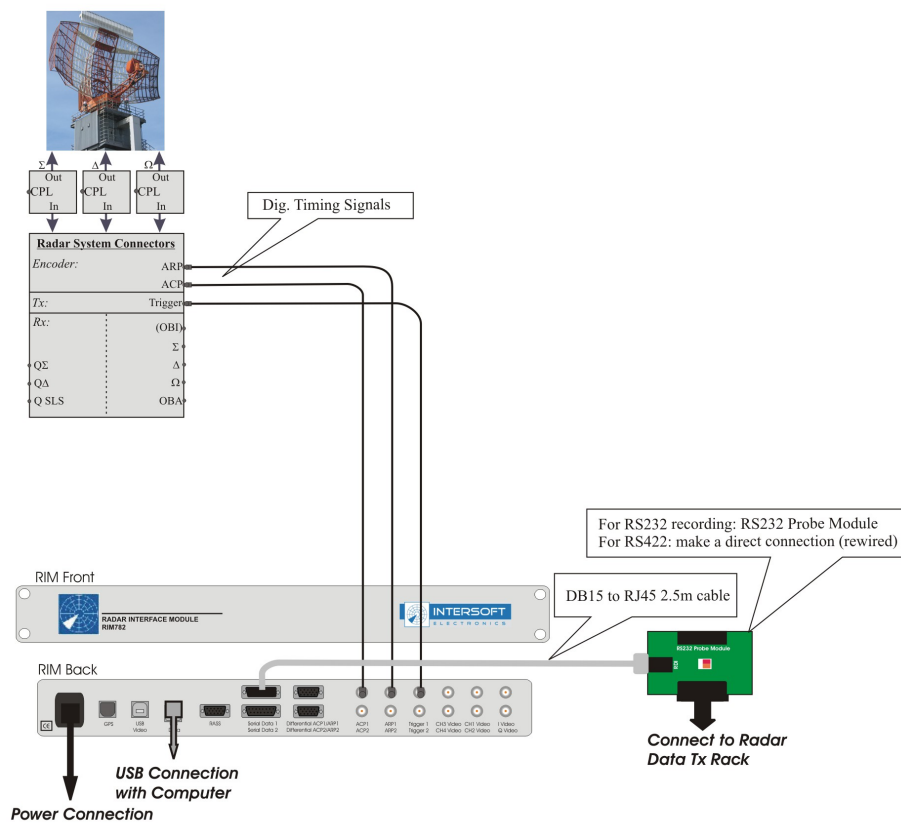 Σ Δ Ω
Out Out Out
CPL CPL CPL
In In In
Radar System Connectors
Encoder: ARP
ACP
Tx: Trigger
Rx: (OBI)
Σ
QΣ Δ
QΔ Ω
Q SLS OBA
Dig. Timing Signals
For RS232 recording: RS232 Probe Module
For RS422: make a direct connection (rewired)
DB15 to RJ45 2.5m cable
RIM Front
RADAR INTERFACE MODULE
RIM782
INTERSOFT
ELECTRONICS
RS232 Probe Module
RIM Back
CE
GPS
USB
Video
RASS
Serial Data 1
Serial Data 2
Differential ACP1/ARP1
Differential ACP2/ARP2
ACP1
ACP2
ARP1
ARP2
Trigger 1
Trigger 2
CH3 Video
CH4 Video
CH1 Video
CH2 Video
I Video
Q Video
Connect to Radar
Data Tx Rack
USB Connection
with Computer
Power Connection